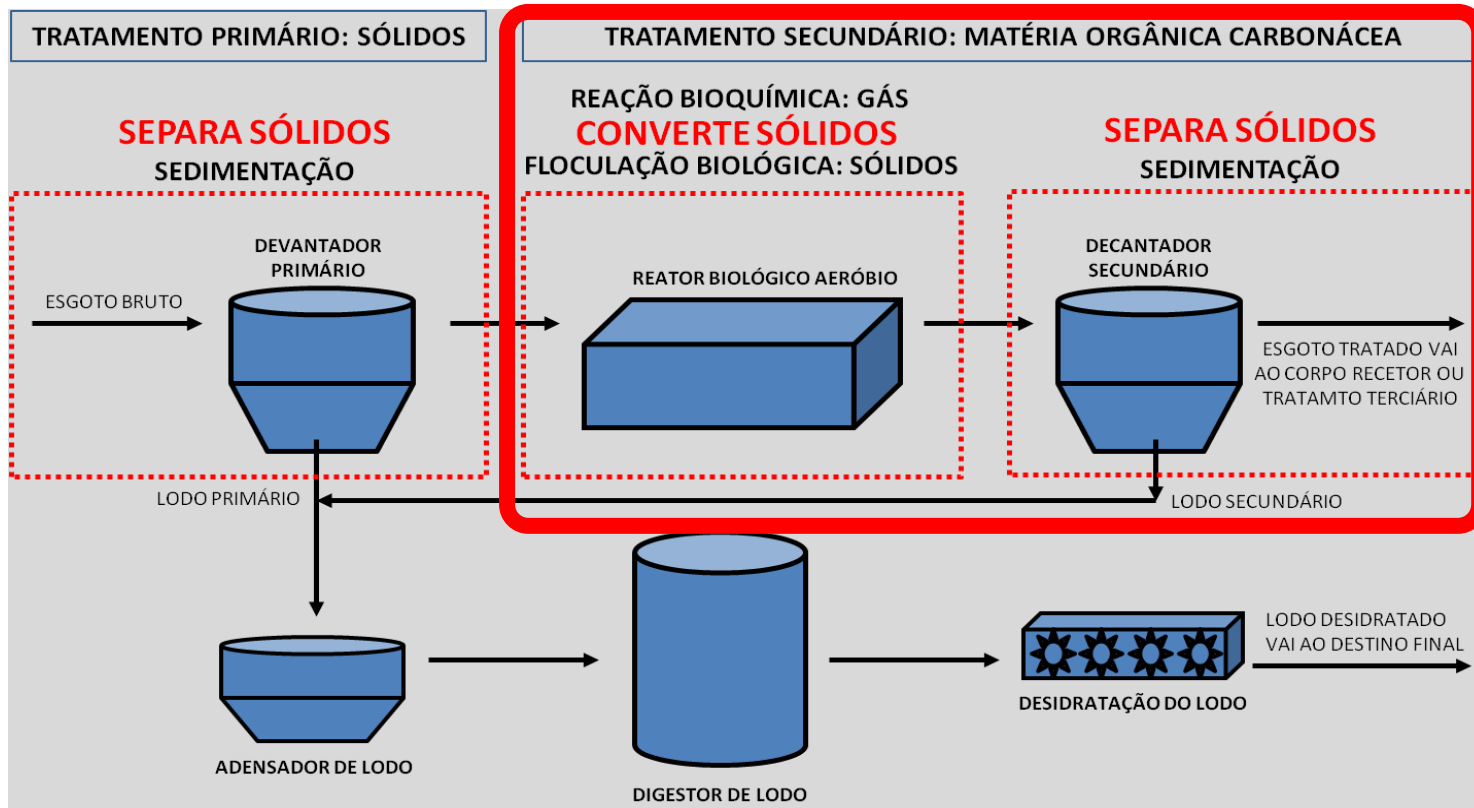 TRATAMENTO PRIMÁRIO: SÓLIDOS
TRATAMENTO SECUNDÁRIO: MATÉRIA ORGÂNICA CARBONÁCEA
SEPARA SÓLIDOS
SEDIMENTAÇÃO
REAÇÃO BIOQUÍMICA: GÁS
CONVERTE SÓLIDOS
FLOCULAÇÃO BIOLÓGICA: SÓLIDOS
SEPARA SÓLIDOS
SEDIMENTAÇÃO
ESGOTO BRUTO
DEVANTADOR
PRIMÁRIO
REATOR BIOLÓGICO AERÓBIO
DECANTADOR
SECUNDÁRIO
ESGOTO TRATADO VAI
AO CORPO RECETOR OU
TRATAMTO TERCIÁRIO
LODO PRIMÁRIO
LODO SECUNDÁRIO
ADENSADOR DE LODO
DIGESTOR DE LODO
DESIDRATAÇÃO DO LODO
LODO DESIDRATADO
VAI AO DESTINO FINAL